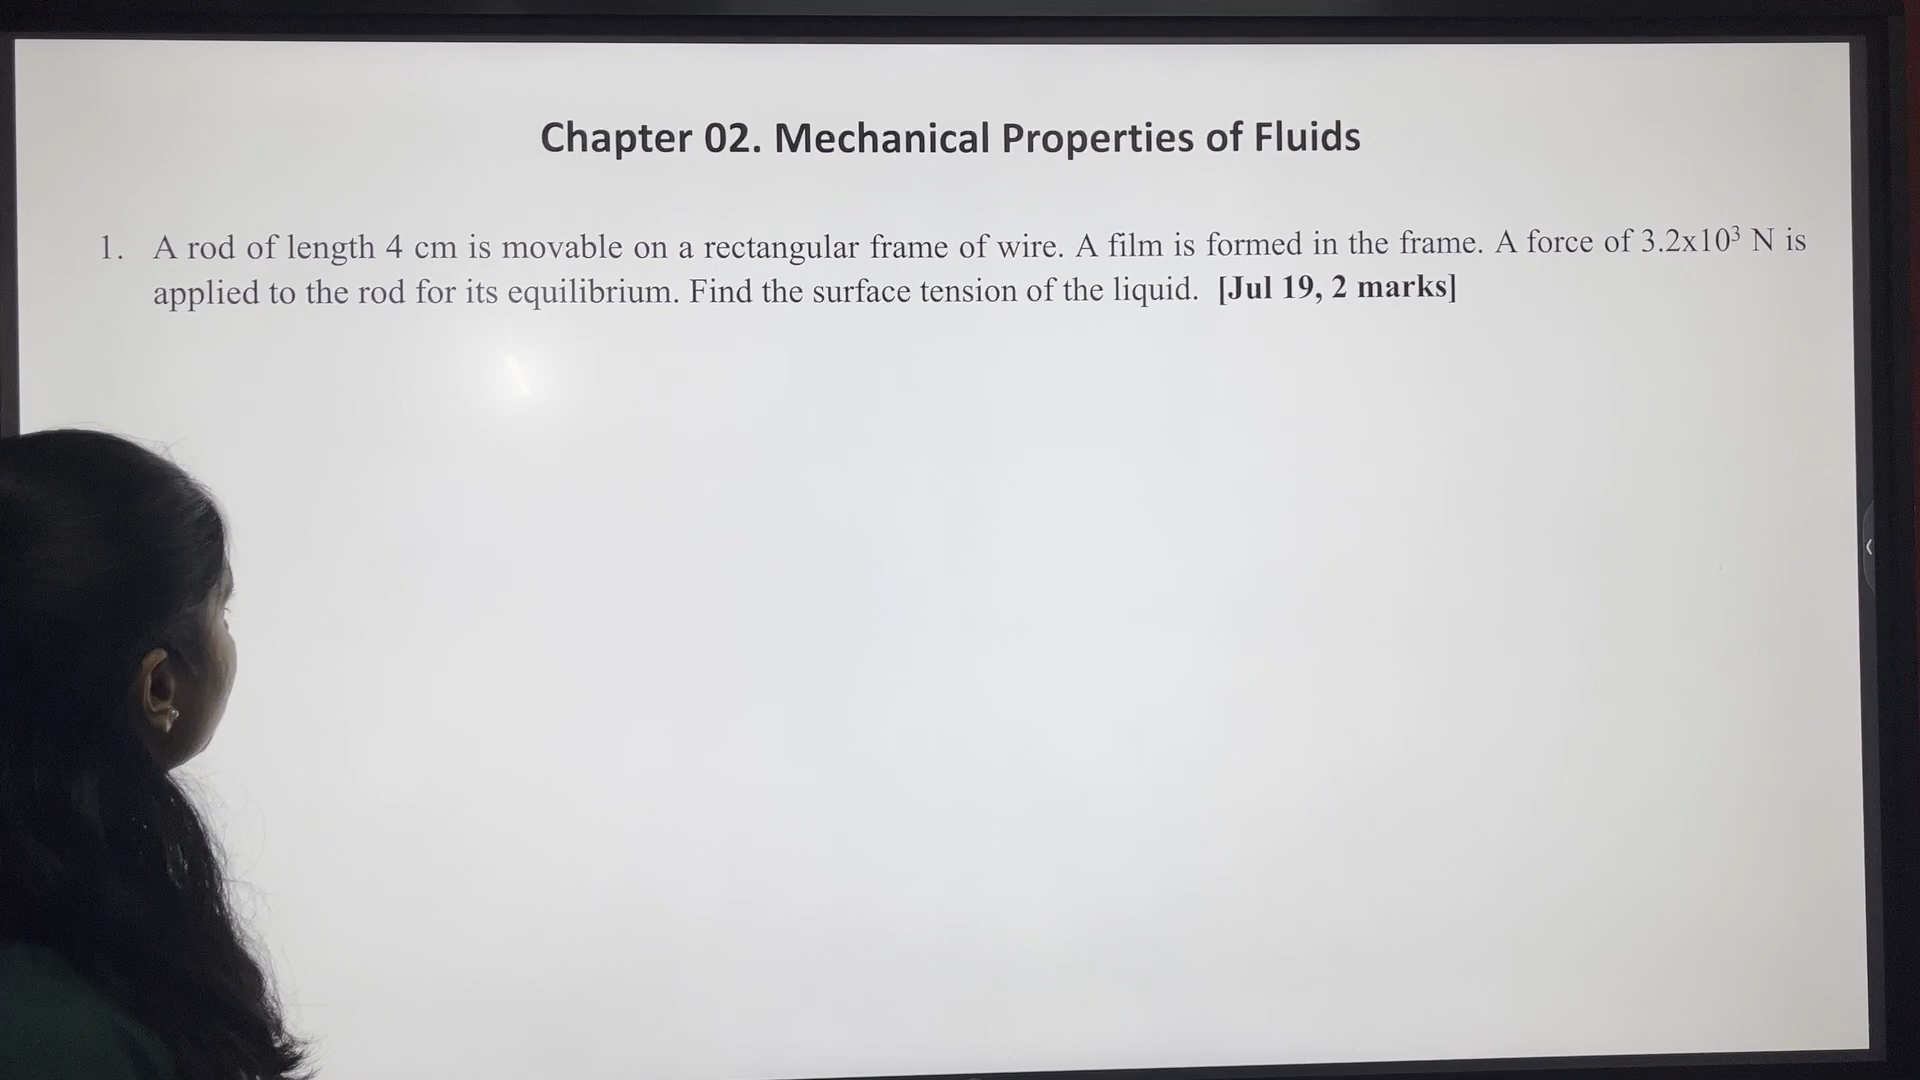 Chapter 02. Mechanical Properties of Fluids
1. A rod of length 4 cm is movable on a rectangular frame of wire. A film is formed in the frame. A force of 3.2x10³ N is
applied to the rod for its equilibrium. Find the surface tension of the liquid. [Jul 19, 2 marks]